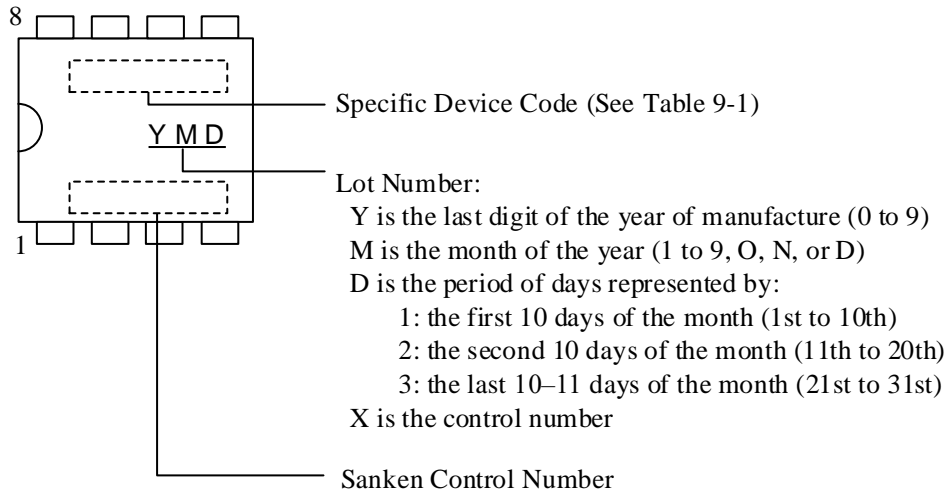 8
Specific Device Code (See Table 9-1)
Y M D
Lot Number:
Y is the last digit of the year of manufacture (0 to 9)
M is the month of the year (1 to 9, O, N, or D)
D is the period of days represented by:
1: the first 10 days of the month (1st to 10th)
2: the second 10 days of the month (11th to 20th)
3: the last 10–11 days of the month (21st to 31st)
X is the control number
1
Sanken Control Number